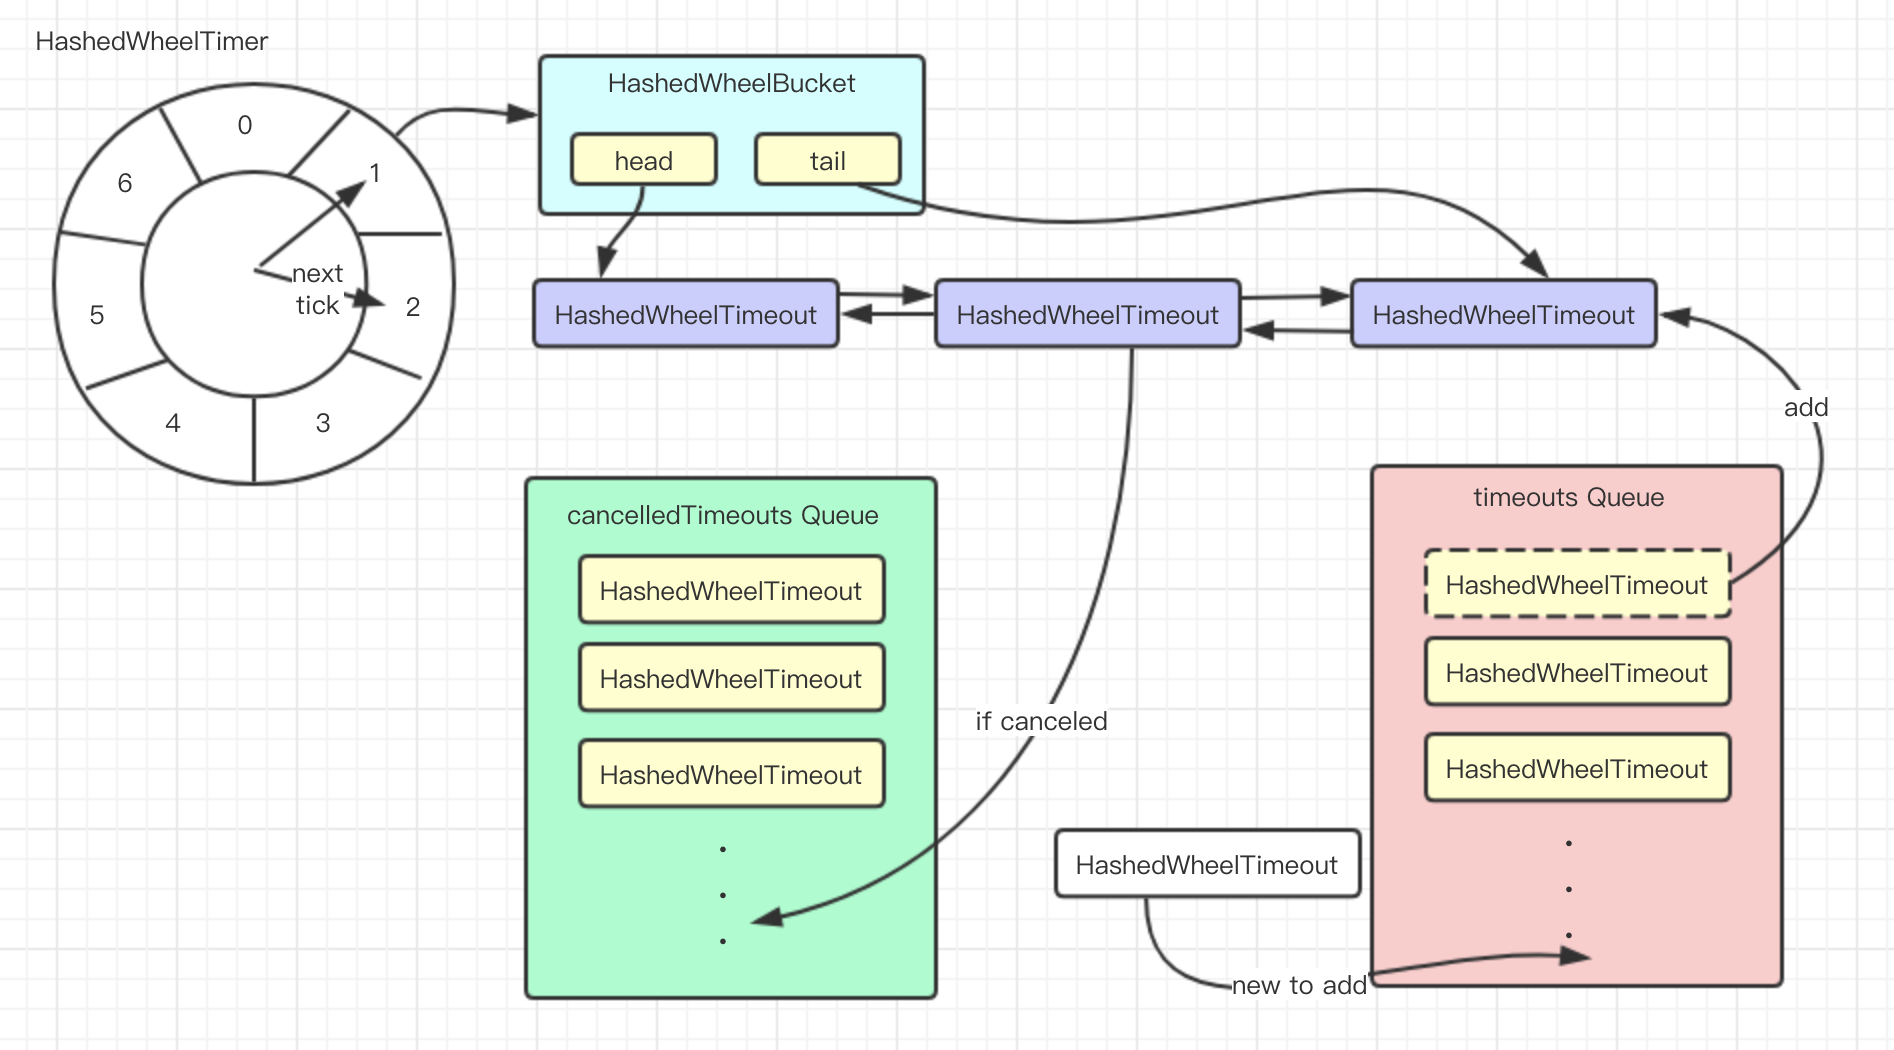 HashedWheelTimer
0
1
2
3
4
5
6
next
tick
HashedWheelBucket
head
tail
HashedWheelTimeout
HashedWheelTimeout
HashedWheelTimeout
add
if canceled
cancelledTimeouts Queue
HashedWheelTimeout
HashedWheelTimeout
HashedWheelTimeout
.
.
.
timeouts Queue
HashedWheelTimeout
HashedWheelTimeout
HashedWheelTimeout
.
.
.
HashedWheelTimeout
new to add